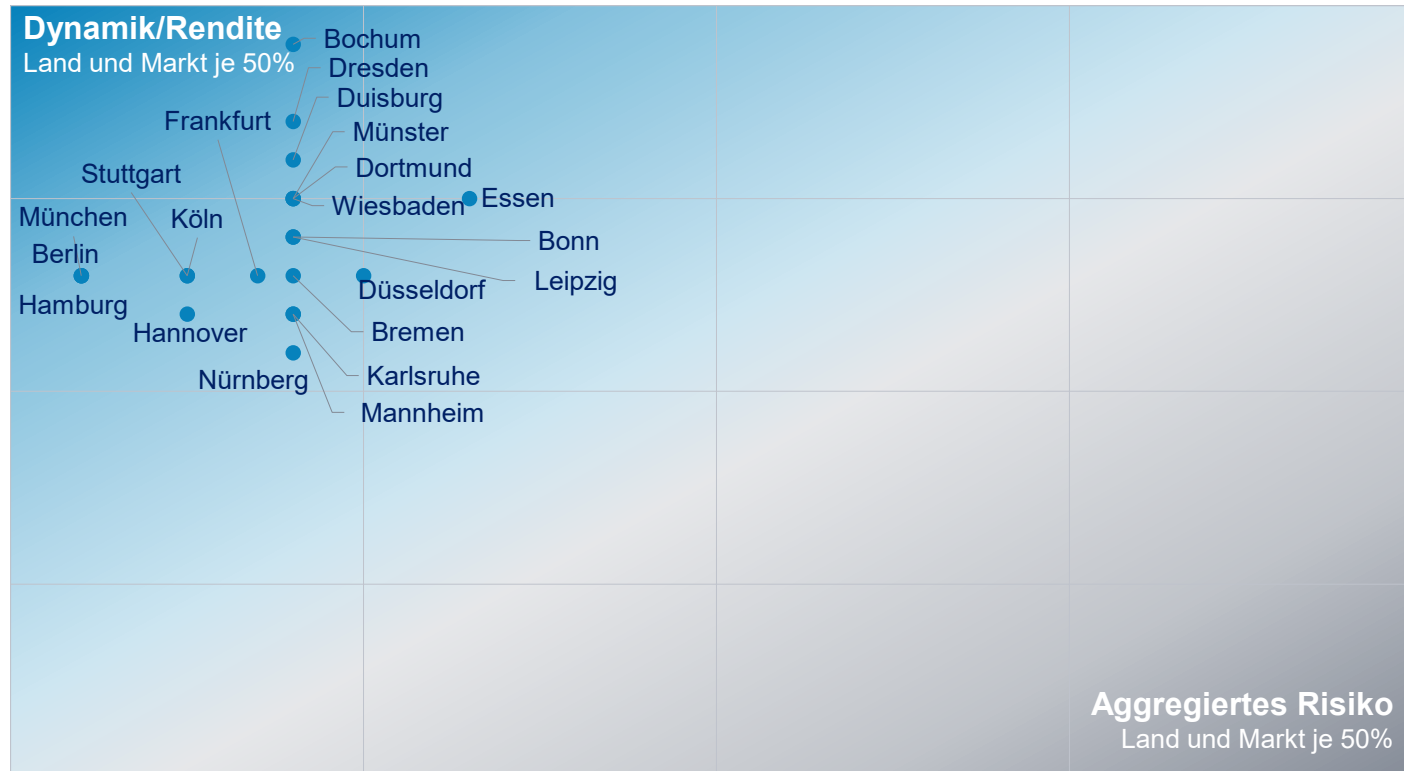 Dynamik/Rendite
Land und Markt je 50%
Bochum
Dresden
Duisburg
Frankfurt
Münster
Dortmund
Stuttgart
Essen
Wiesbaden
München
Köln
Bonn
Berlin
Leipzig
Düsseldorf
Hamburg
Hannover
Bremen
Karlsruhe
Nürnberg
Mannheim
Aggregiertes Risiko
Land und Markt je 50%